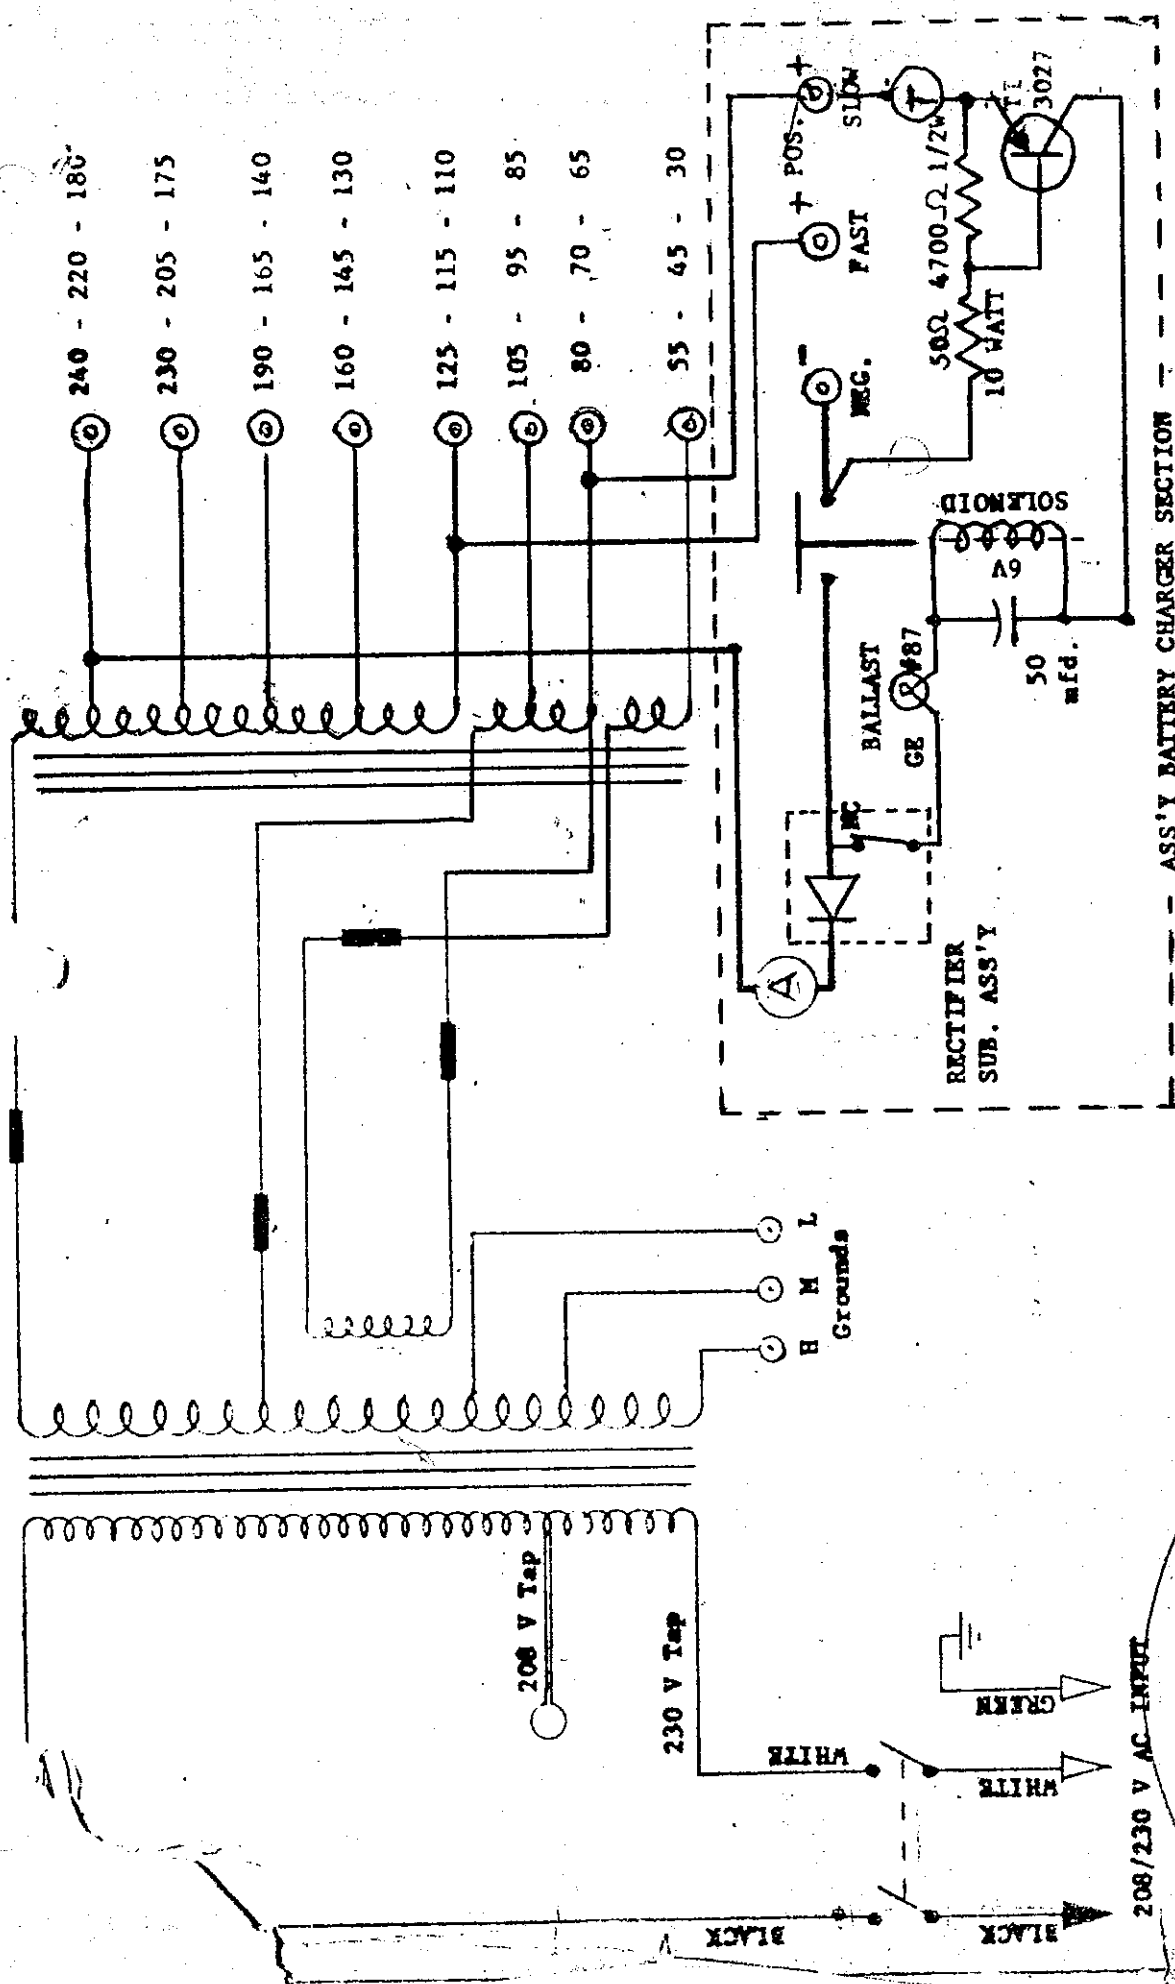 240 - 220 - 180
230 - 205 - 175
190 - 165 - 140
160 - 145 - 130
125 - 115 - 110
105 - 95 - 85
80 - 70 - 65
55 - 45 - 30
+ POS. +
SLOW
FAST
- NEG.
T
50Ω 4700Ω 1/2W
10 WATT
3027
SOLENOID
6V
50
mfd.
BALLAST
GE R #87
NC
A
RECTIFIER
SUB. ASS'Y
ASS'Y BATTERY CHARGER SECTION
H M L
Grounds
208 V Tap
230 V Tap
WHITE
BLACK
GREEN
WHITE
BLACK
208/230 V AC INPUT